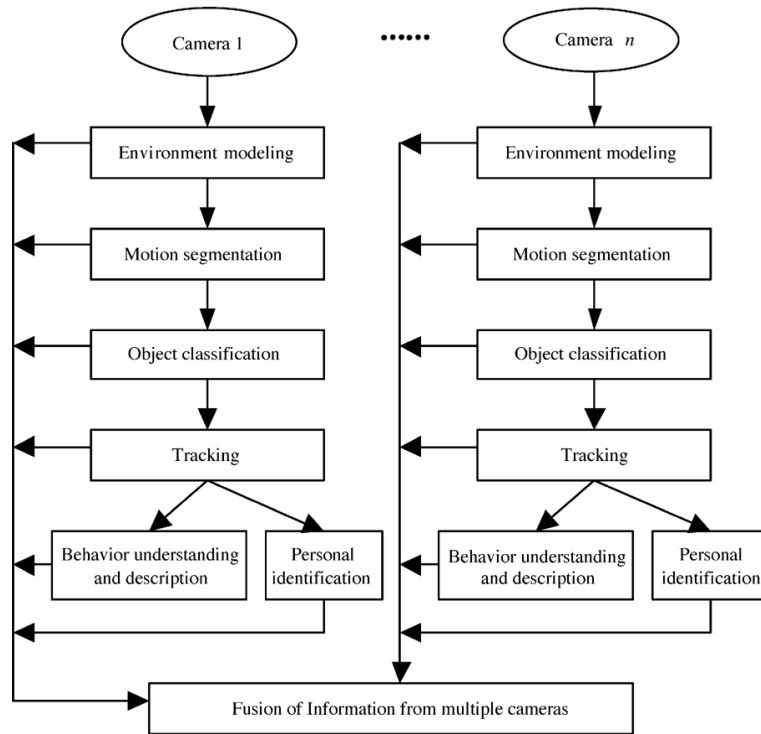 Camera 1
......
Camera n
Environment modeling
Motion segmentation
Object classification
Tracking
Behavior understanding
and description
Personal
identification
Environment modeling
Motion segmentation
Object classification
Tracking
Behavior understanding
and description
Personal
identification
Fusion of Information from multiple cameras